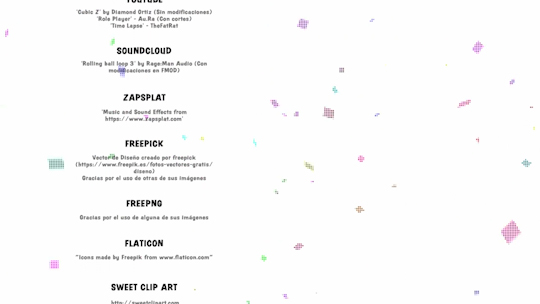 YOUTUBE
'Cubic Z' by Diamond Ortiz (Sin modificaciones)
'Role Player' - Au.Ra (Con cortes)
'Time Lapse' - TheFatRat
SOUNDCLOUD
'Rolling ball loop 3' by Rage:Man Audio (Con
modificaciones en FMOD)
ZAPSPLAT
'Music and Sound Effects from
https://www.Zapsplat.com'
FREEPICK
Vector de Diseño creado por freepick
(https://www.freepik.es/fotos-vectores-gratis/
diseno)
Gracias por el uso de otras de sus imágenes
FREEPNG
Gracias por el uso de alguna de sus imágenes
FLATICON
"Icons made by Freepik from www.flaticon.com"
SWEET CLIP ART
http://sweetclipart.com